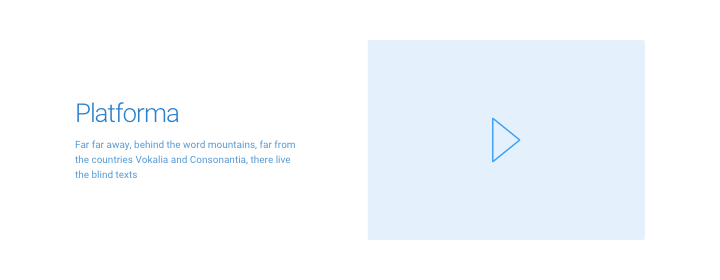 Platforma
Far far away, behind the word mountains, far from
the countries Vokalia and Consonantia, there live
the blind texts